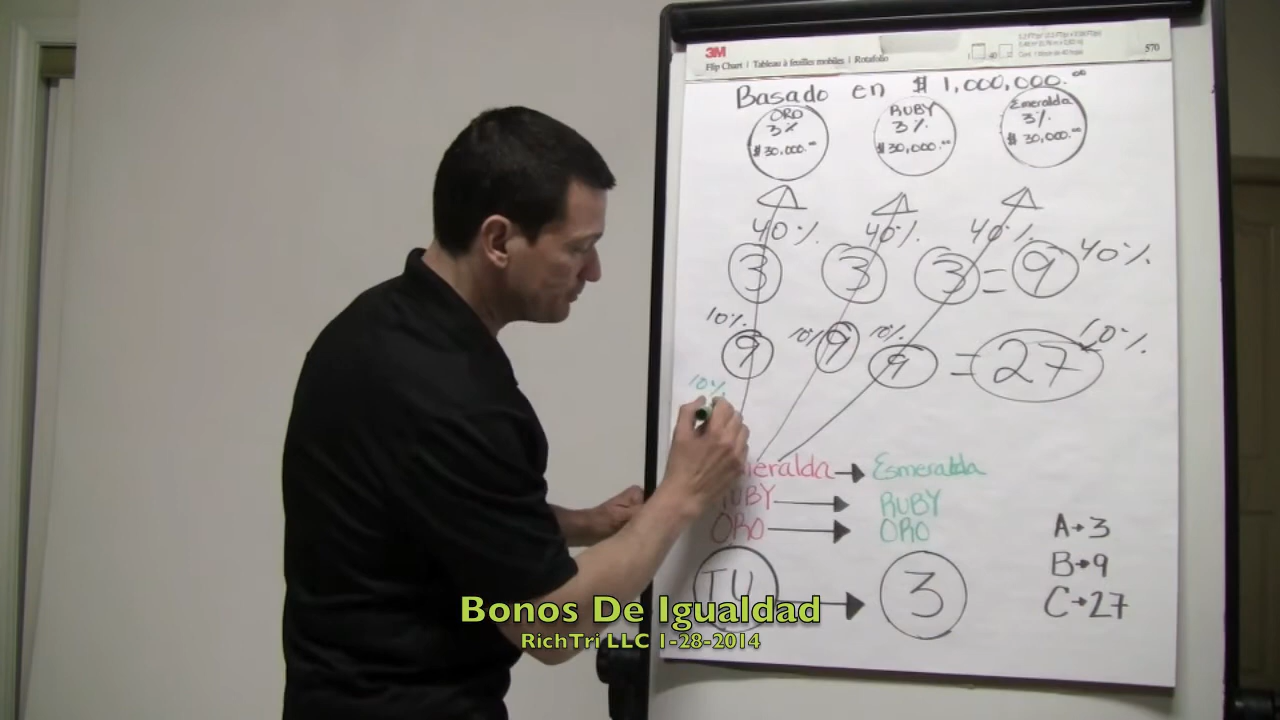 3M
Flip Chart | Tableau à feuilles mobiles | Rotafolio
570
Basado en $ 1,000,000.00
ORO
3%
$30,000.00
RUBY
3%
$30,000.00
Esmeralda
3%
$30,000.00
40% 40% 40% 40%
3 3 3 = 9
10% 10% 10% 10%
9 9 9 = 27
10%
Esmeralda
RUBY RUBY
ORO ORO
TU 3
A→3
B→9
C→27
Bonos De Igualdad
RichTri LLC 1-28-2014